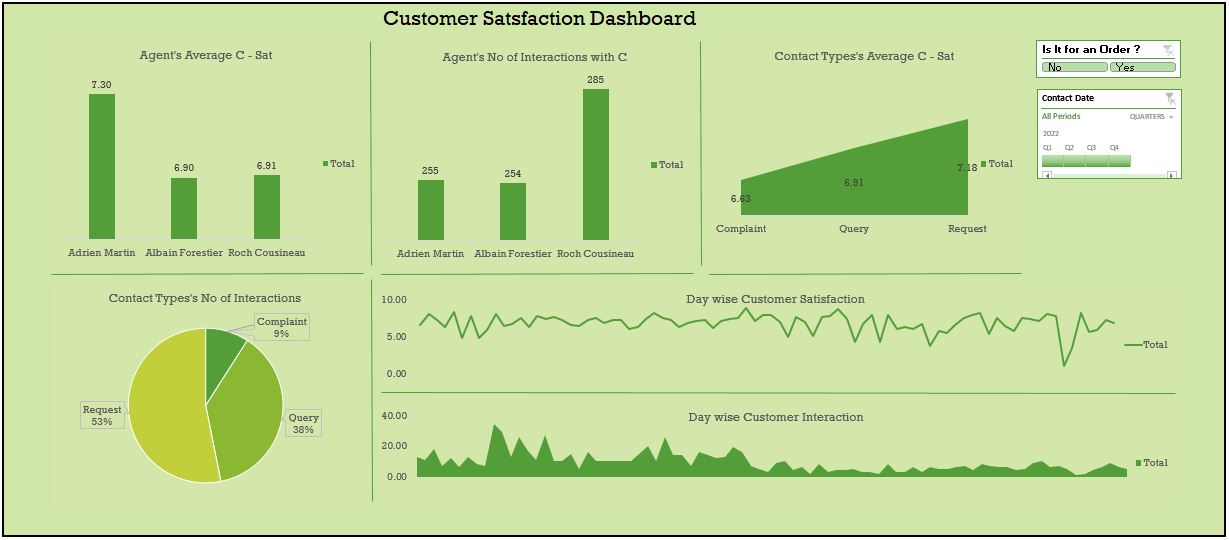 Customer Satsfaction Dashboard
Agent's Average C - Sat
7.30
6.90
6.91
Total
Adrien Martin
Albain Forestier
Roch Cousineau
Agent's No of Interactions with C
255
254
285
Total
Adrien Martin
Albain Forestier
Roch Cousineau
Contact Types's Average C - Sat
6.63
6.91
7.18
Total
Complaint
Query
Request
Is It for an Order ?
No
Yes
Contact Date
All Periods
QUARTERS
2022
Q1
Q2
Q3
Q4
Contact Types's No of Interactions
Complaint
9%
Request
53%
Query
38%
Day wise Customer Satisfaction
10.00
5.00
0.00
Total
Day wise Customer Interaction
40.00
20.00
0.00
Total